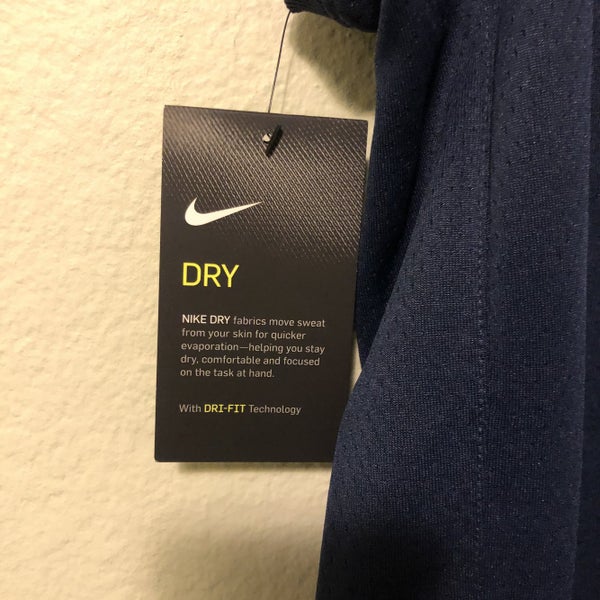 DRY
NIKE DRY fabrics move sweat
from your skin for quicker
evaporation—helping you stay
dry, comfortable and focused
on the task at hand.
With DRI-FIT Technology